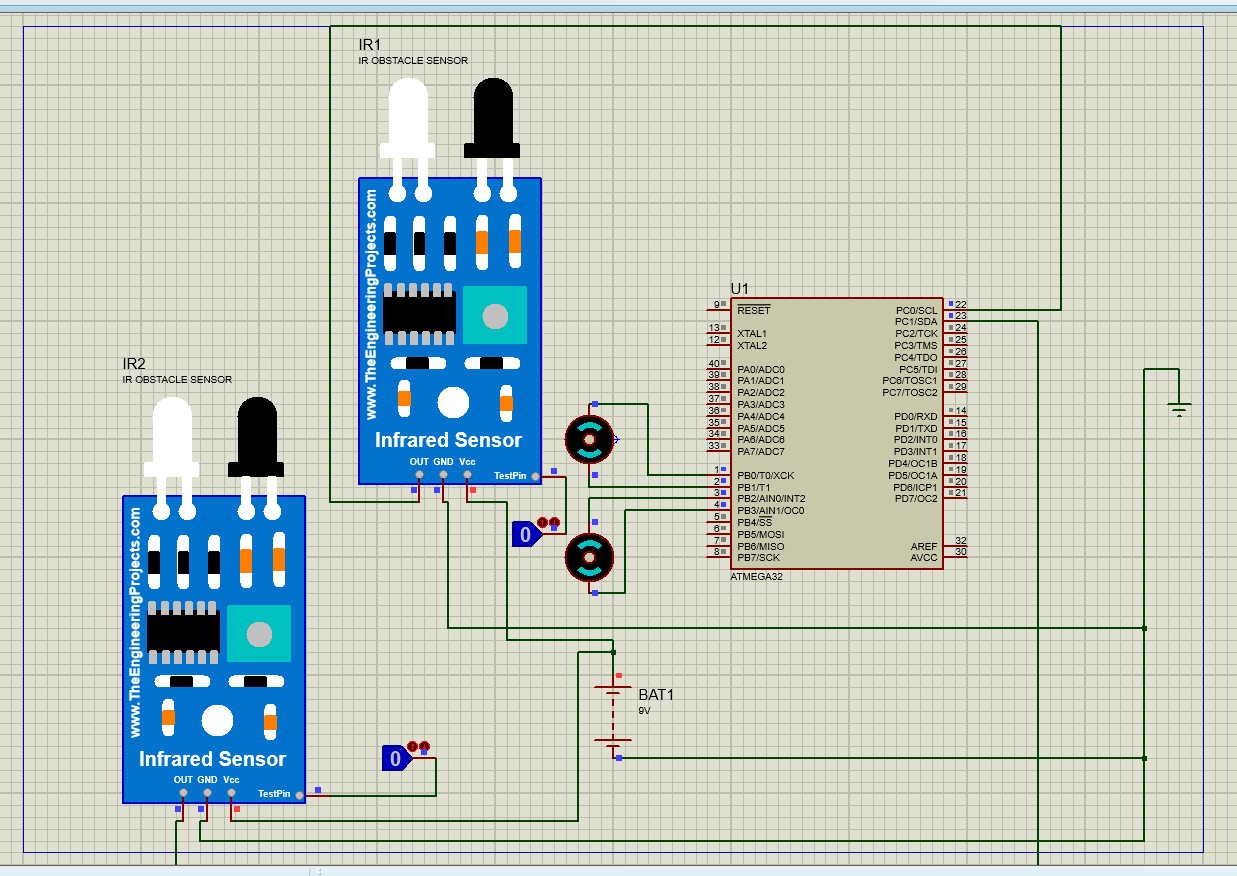 IR1
IR OBSTACLE SENSOR
www.TheEngineeringProjects.com
Infrared Sensor
OUT GND Vcc
TestPin
0
IR2
IR OBSTACLE SENSOR
www.TheEngineeringProjects.com
Infrared Sensor
OUT GND Vcc
TestPin
0
U1
9 RESET
13 XTAL1
12 XTAL2
40 PA0/ADC0
39 PA1/ADC1
38 PA2/ADC2
37 PA3/ADC3
36 PA4/ADC4
35 PA5/ADC5
34 PA6/ADC6
33 PA7/ADC7
1 PB0/T0/XCK
2 PB1/T1
3 PB2/AIN0/INT2
4 PB3/AIN1/OC0
5 PB4/SS
6 PB5/MOSI
7 PB6/MISO
8 PB7/SCK
PC0/SCL 22
PC1/SDA 23
PC2/TCK 24
PC3/TMS 25
PC4/TDO 26
PC5/TDI 27
PC6/TOSC1 28
PC7/TOSC2 29
PD0/RXD 14
PD1/TXD 15
PD2/INT0 16
PD3/INT1 17
PD4/OC1B 18
PD5/OC1A 19
PD6/ICP1 20
PD7/OC2 21
AREF 32
AVCC 30
ATMEGA32
BAT1
9V